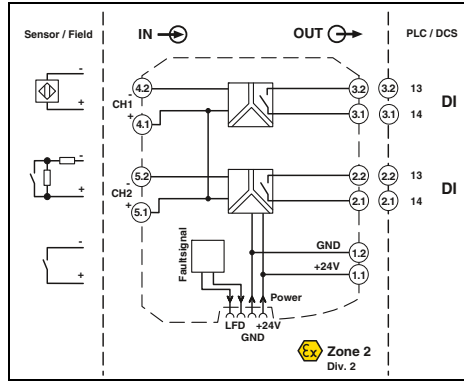 Sensor / Field
IN
OUT
PLC / DCS
-
+
4.2
-
CH1
+
4.1
3.2
3.2
13
3.1
3.1
14
DI
-
+
5.2
-
CH2
+
5.1
2.2
2.2
13
2.1
2.1
14
DI
-
+
Faultsignal
GND
1.2
+24V
1.1
Power
LFD
+24V
GND
Ex
Zone 2
Div. 2